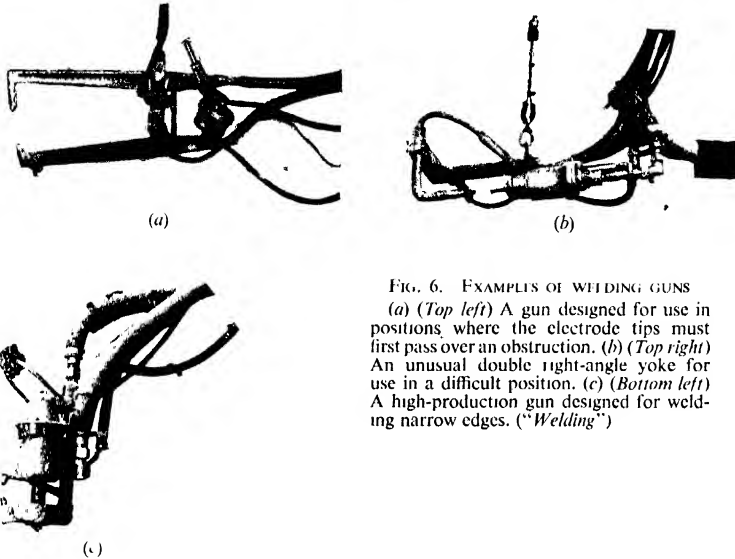 (a)
(b)
FIG. 6. EXAMPLES OF WELDING GUNS
(a) (Top left) A gun designed for use in
positions where the electrode tips must
first pass over an obstruction. (b) (Top right)
An unusual double right-angle yoke for
use in a difficult position. (c) (Bottom left)
A high-production gun designed for weld-
ing narrow edges. ("Welding")
(c)